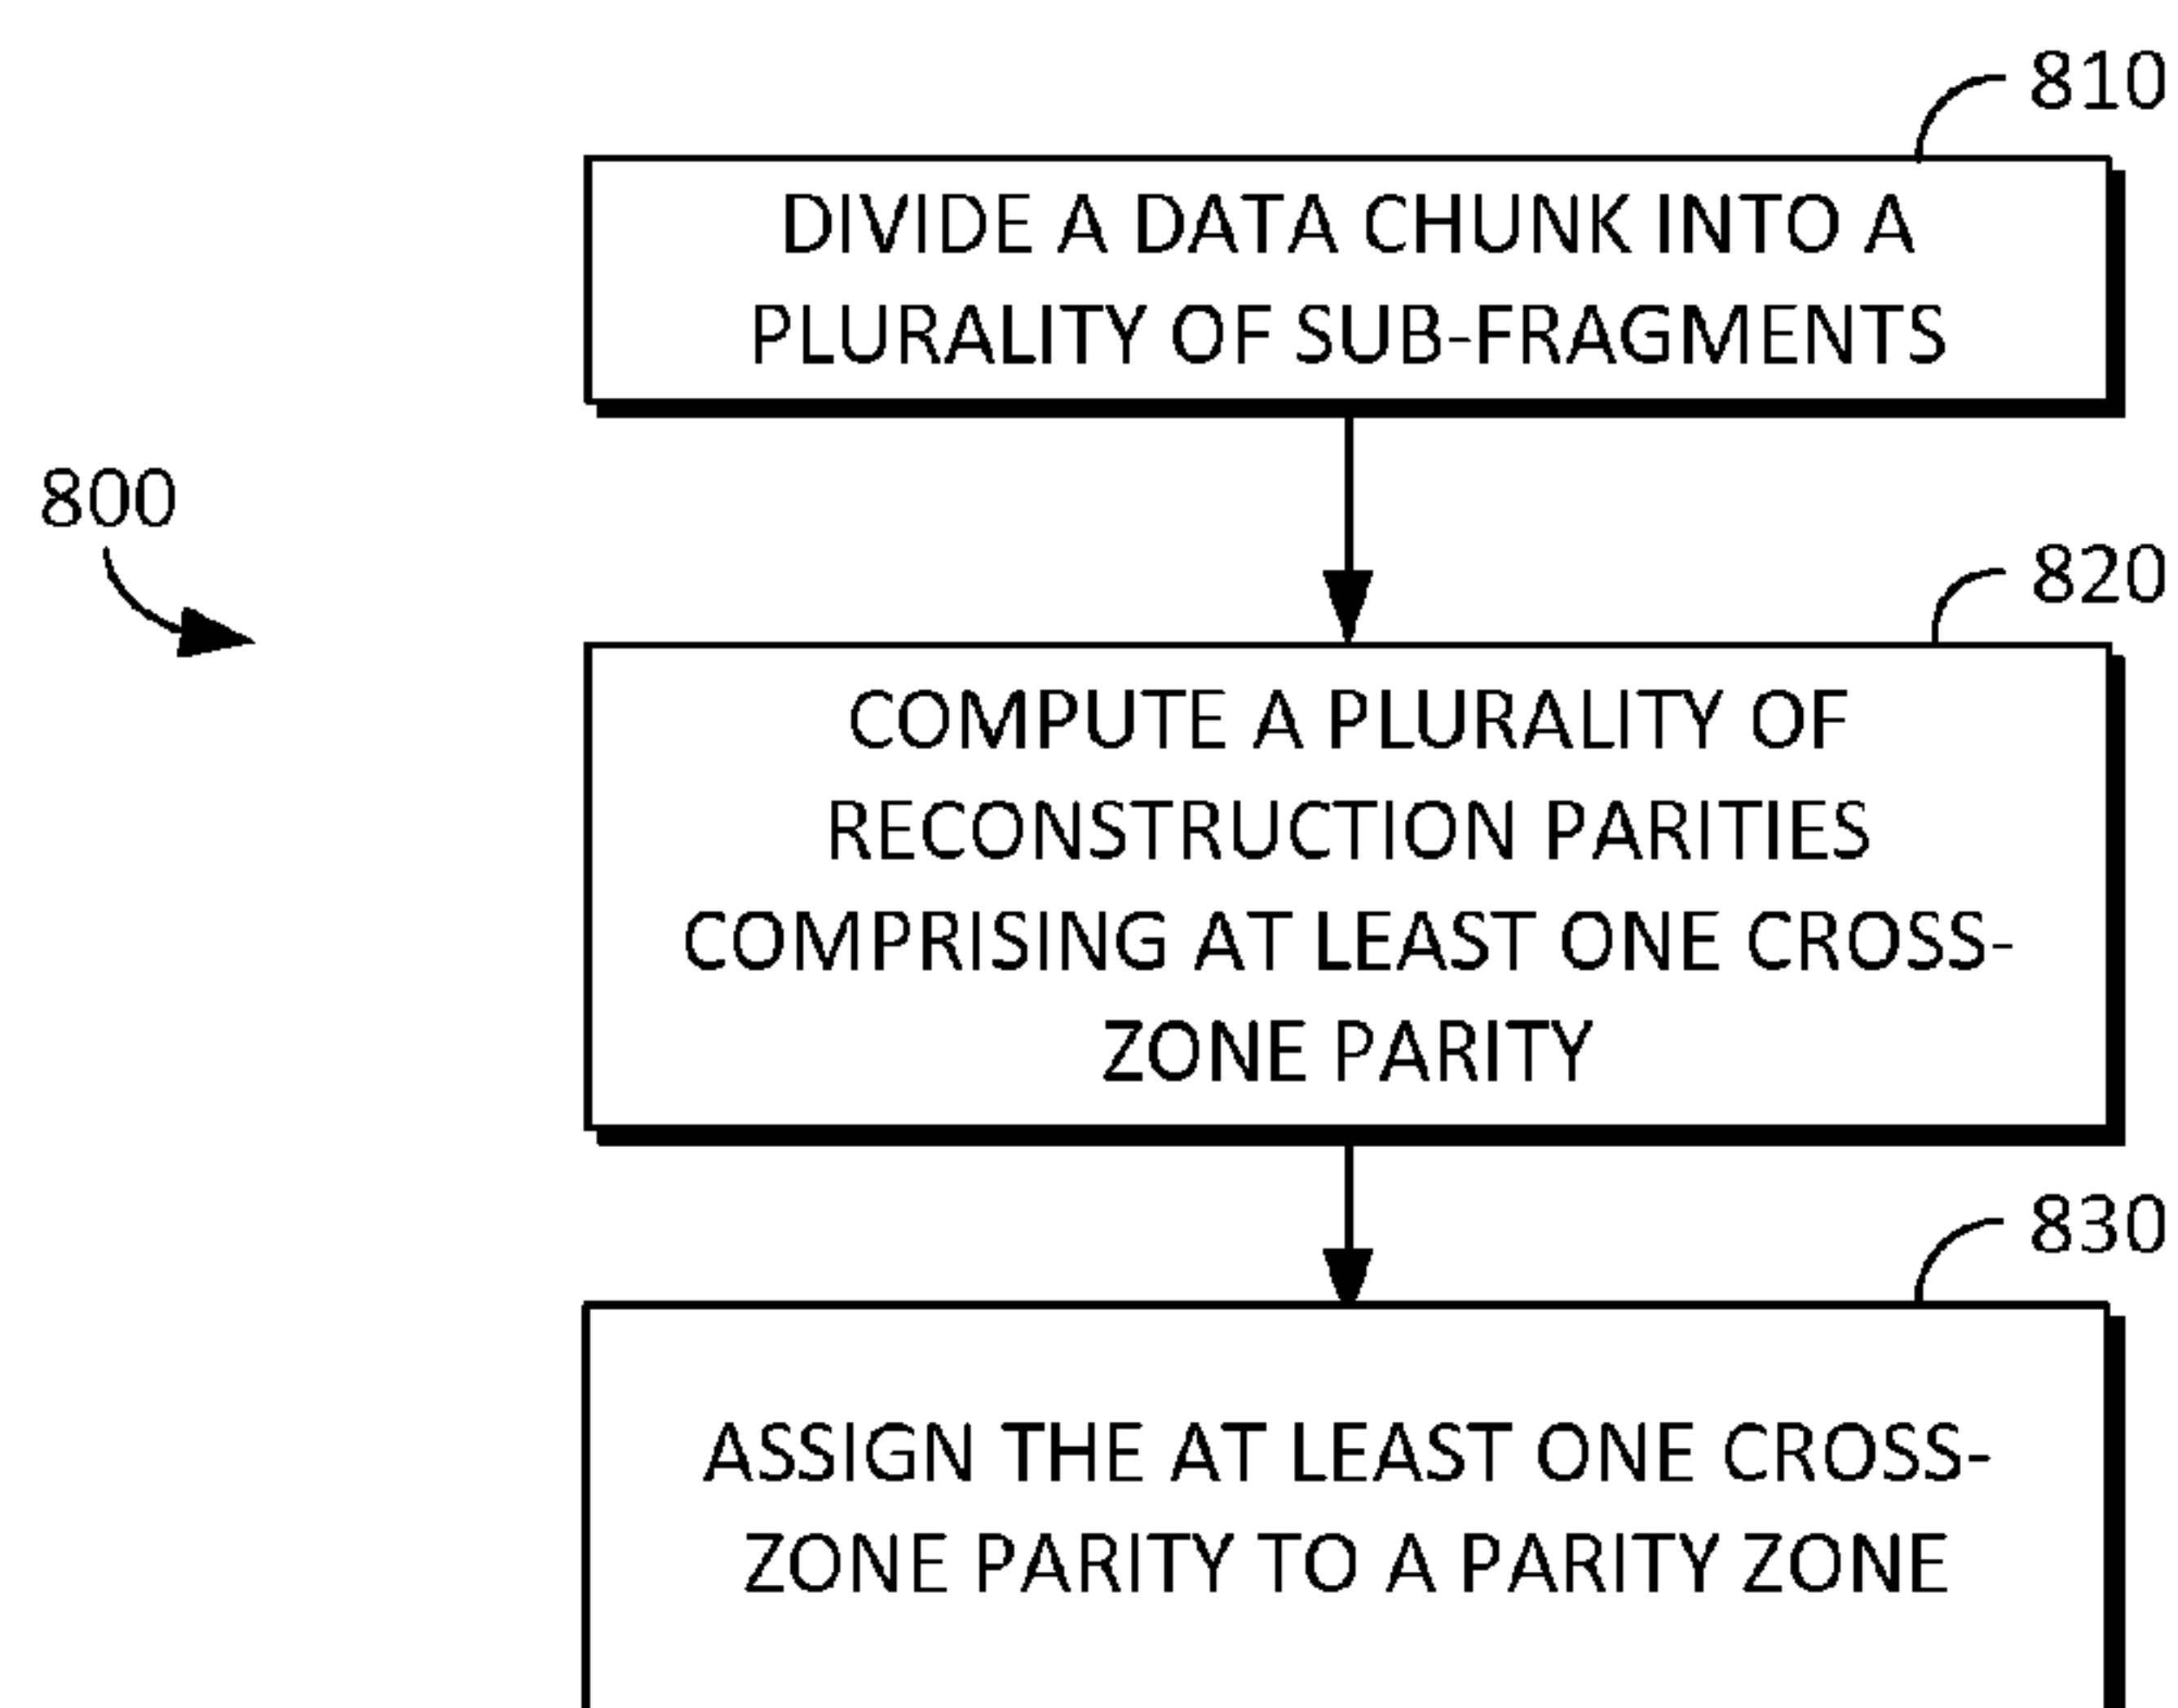 810
DIVIDE A DATA CHUNK INTO A
PLURALITY OF SUB-FRAGMENTS
800
820
COMPUTE A PLURALITY OF
RECONSTRUCTION PARITIES
COMPRISING AT LEAST ONE CROSS-
ZONE PARITY
830
ASSIGN THE AT LEAST ONE CROSS-
ZONE PARITY TO A PARITY ZONE